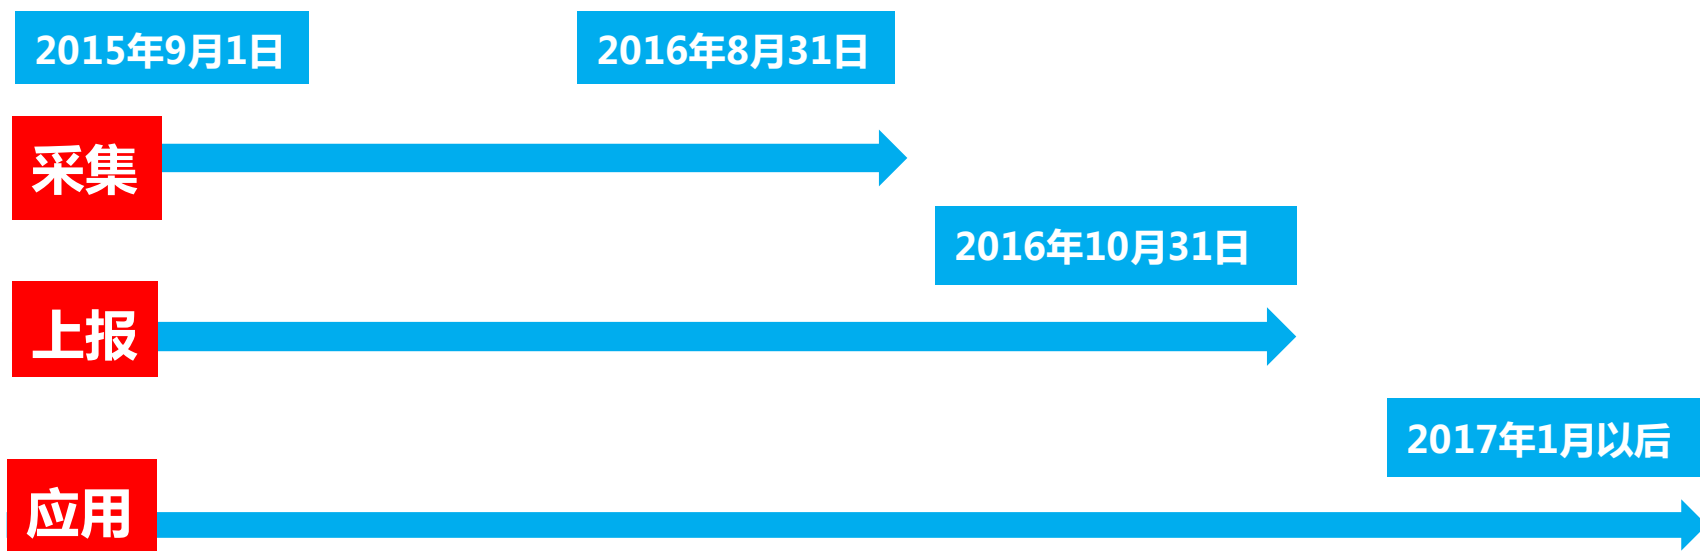 2015年9月1日
2016年8月31日
采集
2016年10月31日
上报
2017年1月以后
应用